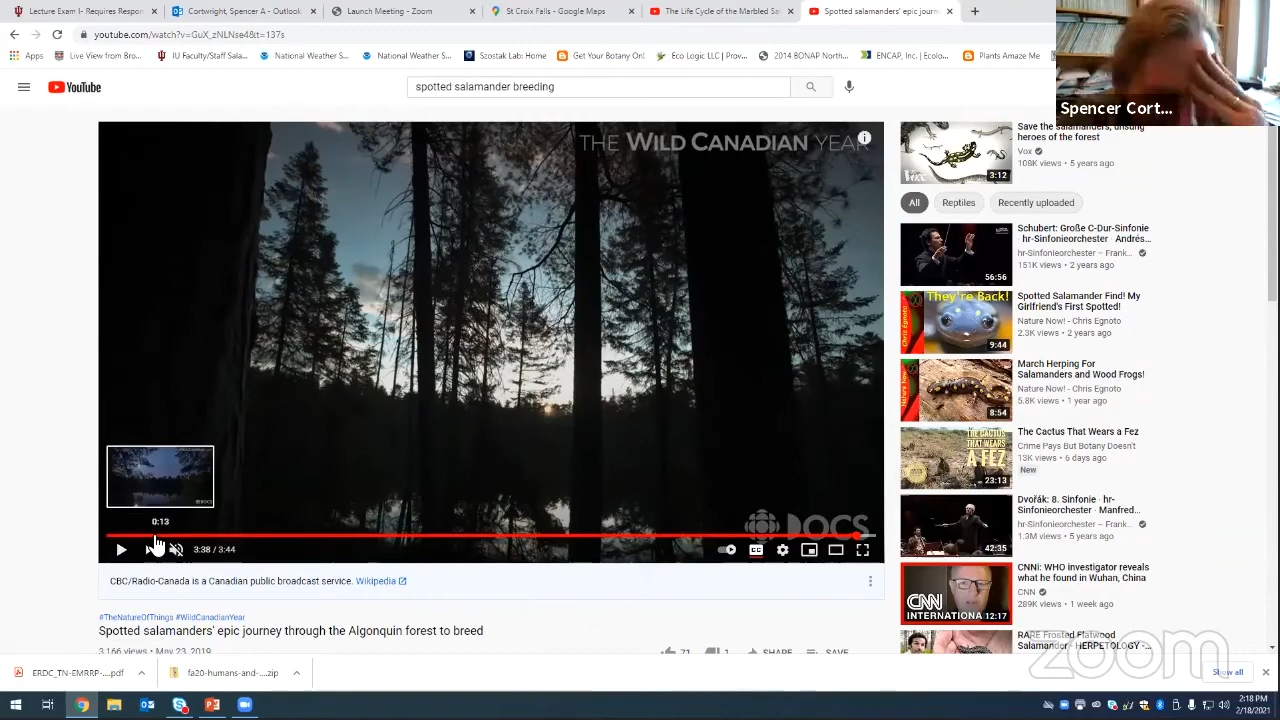 Lecture Exam I- Working Respon
Cortwright, Spencer A - Outlook
Launch Meeting - Zoom
St Croix Falls - Google Maps
The Life Cycle of the Marbled Sa
Spotted salamanders' epic journe
youtube.com/watch?v=GuX_zNLNse4&t=137s
Apps
Live View from Bro...
IU Faculty/Staff Sala...
National Weather S...
National Weather S...
Szostak Lab: Home
Get Your Botany On!
Eco Logic LLC | Prov...
2014 BONAP North...
ENCAP, Inc. | Ecolo...
Plants Amaze Me
YouTube
spotted salamander breeding
Spencer Cort...
THE WILD CANADIAN YEAR
DOCS
0:13
3:38 / 3:44
CBC/Radio-Canada is a Canadian public broadcast service. Wikipedia
#TheNatureOfThings #WildCanadianYear
Spotted salamanders' epic journey through the Algonquin forest to breed
3,166 views • May 23, 2019
71
1
SHARE
SAVE
Save the salamanders, unsung
heroes of the forest
Vox
108K views • 5 years ago
3:12
All
Reptiles
Recently uploaded
Schubert: Große C-Dur-Sinfonie
· hr-Sinfonieorchester · Andrés...
hr-Sinfonieorchester – Frank...
151K views • 2 years ago
56:56
They're Back!
Chris Egnoto
9:44
Spotted Salamander Find! My
Girlfriend's First Spotted!
Nature Now! - Chris Egnoto
2.3K views • 2 years ago
8:54
March Herping For
Salamanders and Wood Frogs!
Nature Now! - Chris Egnoto
5.8K views • 1 year ago
THE CACTUS
THAT WEARS
A FEZ
23:13
The Cactus That Wears a Fez
Crime Pays But Botany Doesn't
13K views • 6 days ago
New
42:35
Dvořák: 8. Sinfonie · hr-
Sinfonieorchester · Manfred...
hr-Sinfonieorchester – Frank...
1.3M views • 5 years ago
CNN INTERNATIONA
12:17
CNNi: WHO investigator reveals
what he found in Wuhan, China
CNN
289K views • 1 week ago
RARE Frosted Flatwood
Salamander - HERPETOLOGY -...
zoom
ERDC_TN-EMRRP-....pdf
fa20-humans-and-....zip
Show all
2:18 PM
2/18/2021